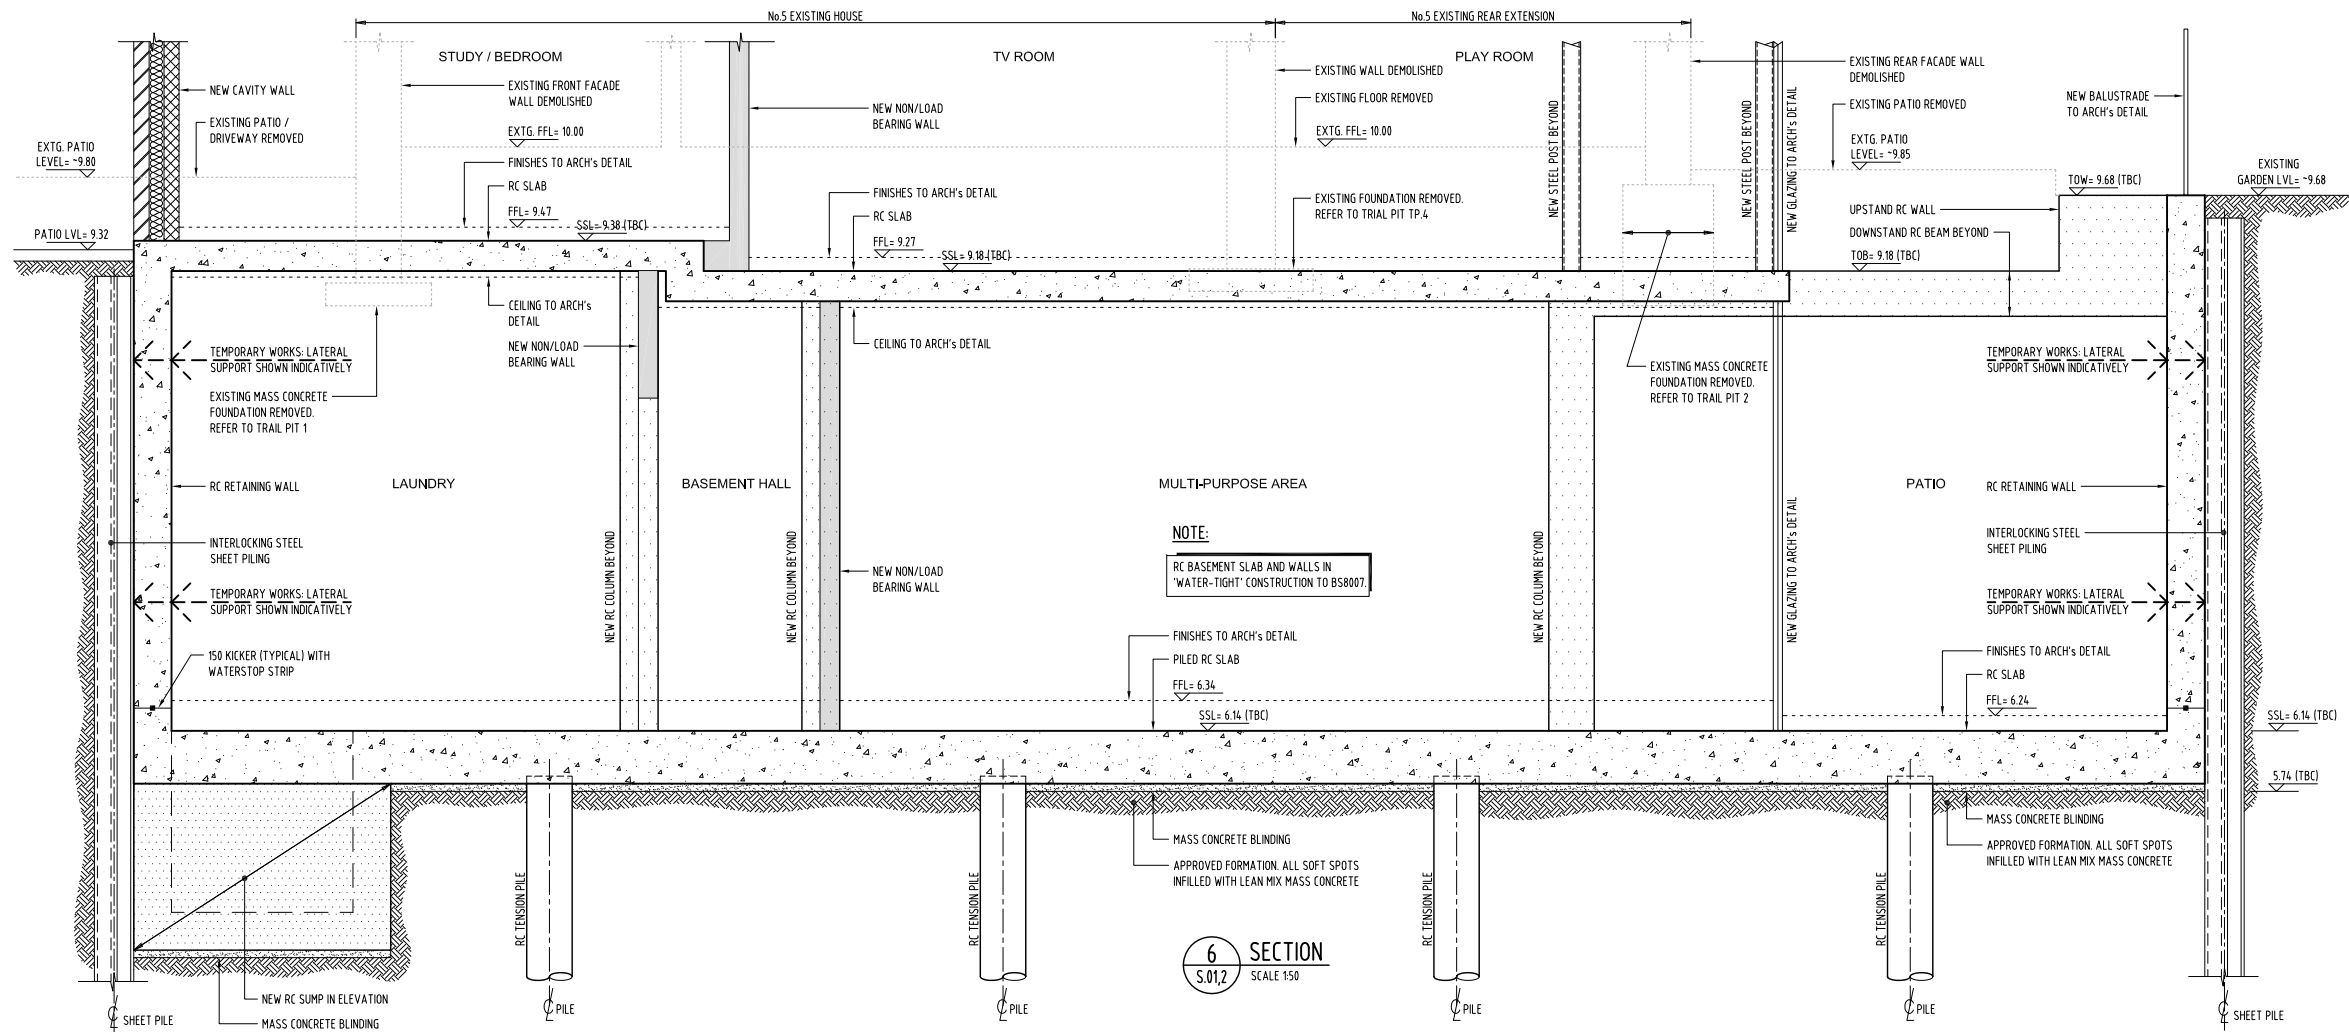 No.5 EXISTING HOUSE
No.5 EXISTING REAR EXTENSION
STUDY / BEDROOM
TV ROOM
PLAY ROOM
NEW CAVITY WALL
EXISTING PATIO /
DRIVEWAY REMOVED
EXTG. PATIO
LEVEL= ~9.80
PATIO LVL= 9.32
EXISTING FRONT FACADE
WALL DEMOLISHED
EXTG. FFL= 10.00
FINISHES TO ARCH's DETAIL
RC SLAB
FFL= 9.47
SSL= 9.38 (TBC)
NEW NON/LOAD
BEARING WALL
FINISHES TO ARCH's DETAIL
RC SLAB
FFL= 9.27
SSL= 9.18 (TBC)
EXISTING WALL DEMOLISHED
EXISTING FLOOR REMOVED
EXTG. FFL= 10.00
EXISTING FOUNDATION REMOVED.
REFER TO TRIAL PIT TP.4
NEW STEEL POST BEYOND
NEW STEEL POST BEYOND
NEW GLAZING TO ARCH's DETAIL
EXISTING REAR FACADE WALL
DEMOLISHED
EXISTING PATIO REMOVED
EXTG. PATIO
LEVEL= ~9.85
NEW BALUSTRADE
TO ARCH's DETAIL
EXISTING
GARDEN LVL= ~9.68
TOW= 9.68 (TBC)
UPSTAND RC WALL
DOWNSTAND RC BEAM BEYOND
TOB= 9.18 (TBC)
CEILING TO ARCH's
DETAIL
NEW NON/LOAD
BEARING WALL
CEILING TO ARCH's DETAIL
TEMPORARY WORKS: LATERAL
SUPPORT SHOWN INDICATIVELY
EXISTING MASS CONCRETE
FOUNDATION REMOVED.
REFER TO TRAIL PIT 1
EXISTING MASS CONCRETE
FOUNDATION REMOVED.
REFER TO TRAIL PIT 2
TEMPORARY WORKS: LATERAL
SUPPORT SHOWN INDICATIVELY
RC RETAINING WALL
LAUNDRY
BASEMENT HALL
MULTI-PURPOSE AREA
PATIO
RC RETAINING WALL
INTERLOCKING STEEL
SHEET PILING
NEW RC COLUMN BEYOND
NEW RC COLUMN BEYOND
NEW NON/LOAD
BEARING WALL
NOTE:
RC BASEMENT SLAB AND WALLS IN
'WATER-TIGHT' CONSTRUCTION TO BS8007.
NEW RC COLUMN BEYOND
NEW GLAZING TO ARCH's DETAIL
INTERLOCKING STEEL
SHEET PILING
TEMPORARY WORKS: LATERAL
SUPPORT SHOWN INDICATIVELY
TEMPORARY WORKS: LATERAL
SUPPORT SHOWN INDICATIVELY
150 KICKER (TYPICAL) WITH
WATERSTOP STRIP
FINISHES TO ARCH's DETAIL
PILED RC SLAB
FFL= 6.34
SSL= 6.14 (TBC)
FINISHES TO ARCH's DETAIL
RC SLAB
FFL= 6.24
SSL= 6.14 (TBC)
5.74 (TBC)
MASS CONCRETE BLINDING
APPROVED FORMATION. ALL SOFT SPOTS
INFILLED WITH LEAN MIX MASS CONCRETE
MASS CONCRETE BLINDING
APPROVED FORMATION. ALL SOFT SPOTS
INFILLED WITH LEAN MIX MASS CONCRETE
RC TENSION PILE
RC TENSION PILE
RC TENSION PILE
RC TENSION PILE
6
S.01,2
SECTION
SCALE 1:50
NEW RC SUMP IN ELEVATION
MASS CONCRETE BLINDING
SHEET PILE
PILE
PILE
PILE
PILE
SHEET PILE